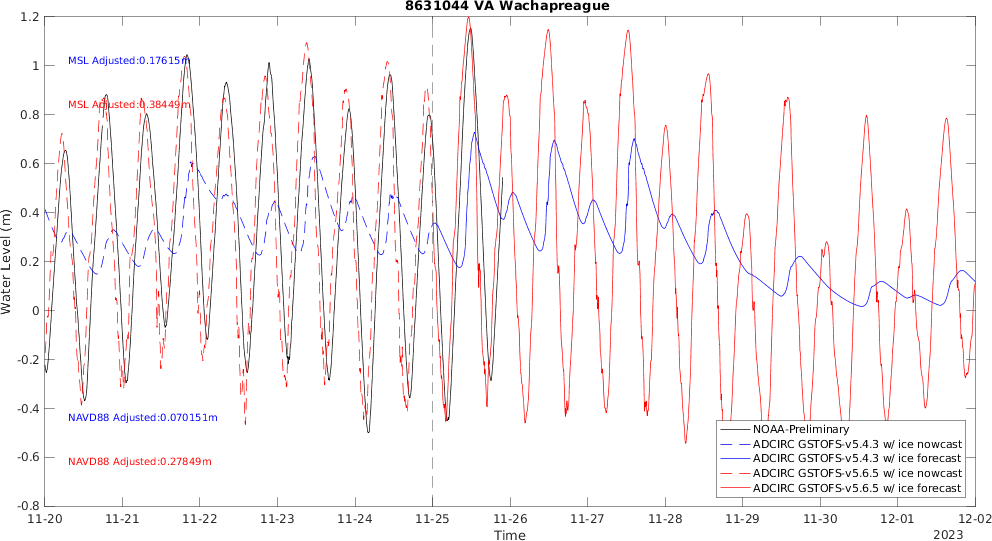 8631044 VA Wachapreague
1.2
1
0.8
0.6
0.4
0.2
0
-0.2
-0.4
-0.6
-0.8
Water Level (m)
MSL Adjusted:0.17615m
MSL Adjusted:0.38449m
NAVD88 Adjusted:0.070151m
NAVD88 Adjusted:0.27849m
NOAA-Preliminary
ADCIRC GSTOFS-v5.4.3 w/ ice nowcast
ADCIRC GSTOFS-v5.4.3 w/ ice forecast
ADCIRC GSTOFS-v5.6.5 w/ ice nowcast
ADCIRC GSTOFS-v5.6.5 w/ ice forecast
11-20 11-21 11-22 11-23 11-24 11-25 11-26 11-27 11-28 11-29 11-30 12-01 12-02
Time
2023